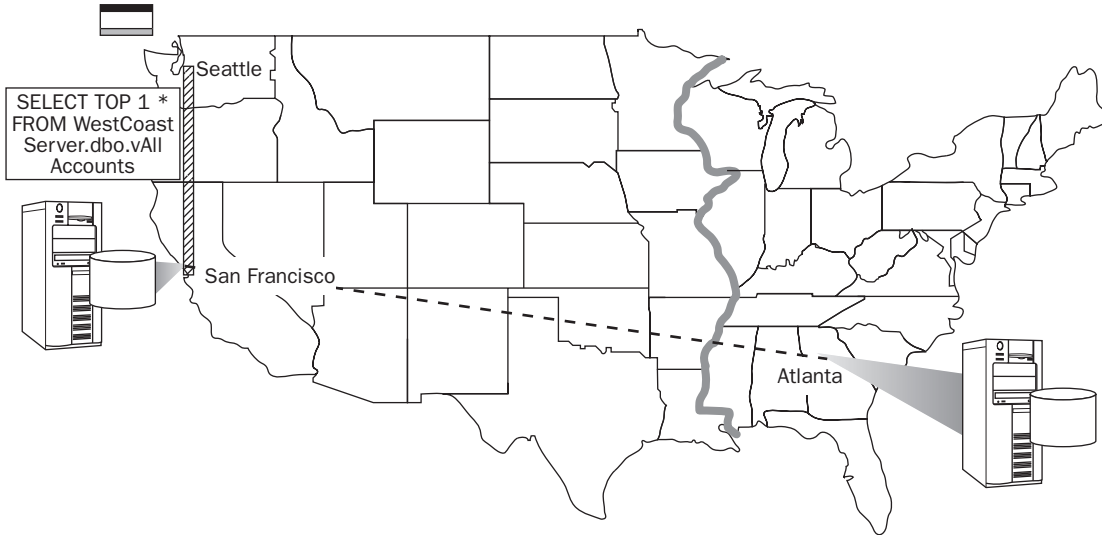 Seattle
SELECT TOP 1 *
FROM WestCoast
Server.dbo.vAll
Accounts
San Francisco
Atlanta